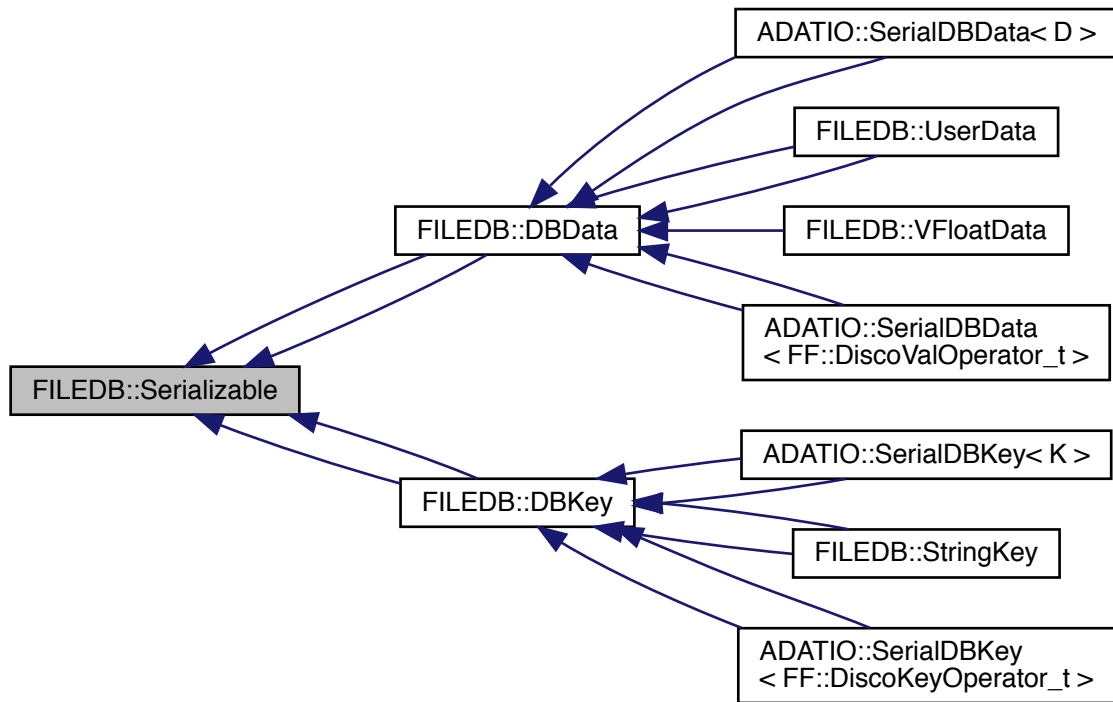 ADATIO::SerialDBData< D >
FILEDB::UserData
FILEDB::DBData
FILEDB::VFloatData
ADATIO::SerialDBData
< FF::DiscoValOperator_t >
FILEDB::Serializable
ADATIO::SerialDBKey< K >
FILEDB::DBKey
FILEDB::StringKey
ADATIO::SerialDBKey
< FF::DiscoKeyOperator_t >